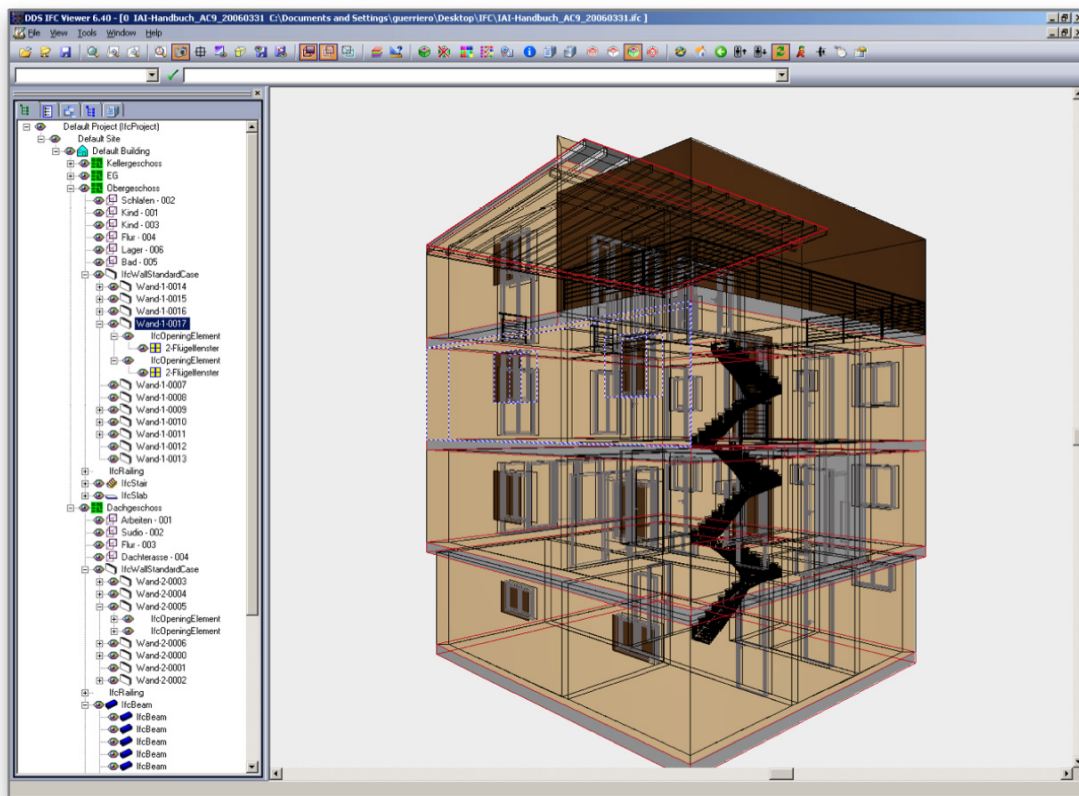 DDS IFC Viewer 6.40 - [0 IAI-Handbuch_AC9_20060331 C:\Documents and Settings\guerriero\Desktop\IFC\IAI-Handbuch_AC9_20060331.ifc ]
File View Tools Window Help
Default Project (IfcProject)
Default Site
Default Building
Kellergeschoss
EG
Obergeschoss
Schlafen - 002
Kind - 001
Kind - 003
Flur - 004
Lager - 006
Bad - 005
IfcWallStandardCase
Wand-1-0014
Wand-1-0015
Wand-1-0016
Wand-1-0017
IfcOpeningElement
2-Flügelfenster
IfcOpeningElement
2-Flügelfenster
Wand-1-0007
Wand-1-0008
Wand-1-0009
Wand-1-0010
Wand-1-0011
Wand-1-0012
Wand-1-0013
IfcRailing
IfcStair
IfcSlab
Dachgeschoss
Arbeiten - 001
Sudio - 002
Flur - 003
Dachterasse - 004
IfcWallStandardCase
Wand-2-0003
Wand-2-0004
Wand-2-0005
IfcOpeningElement
IfcOpeningElement
Wand-2-0006
Wand-2-0000
Wand-2-0001
Wand-2-0002
IfcRailing
IfcBeam
IfcBeam
IfcBeam
IfcBeam
IfcBeam
IfcBeam